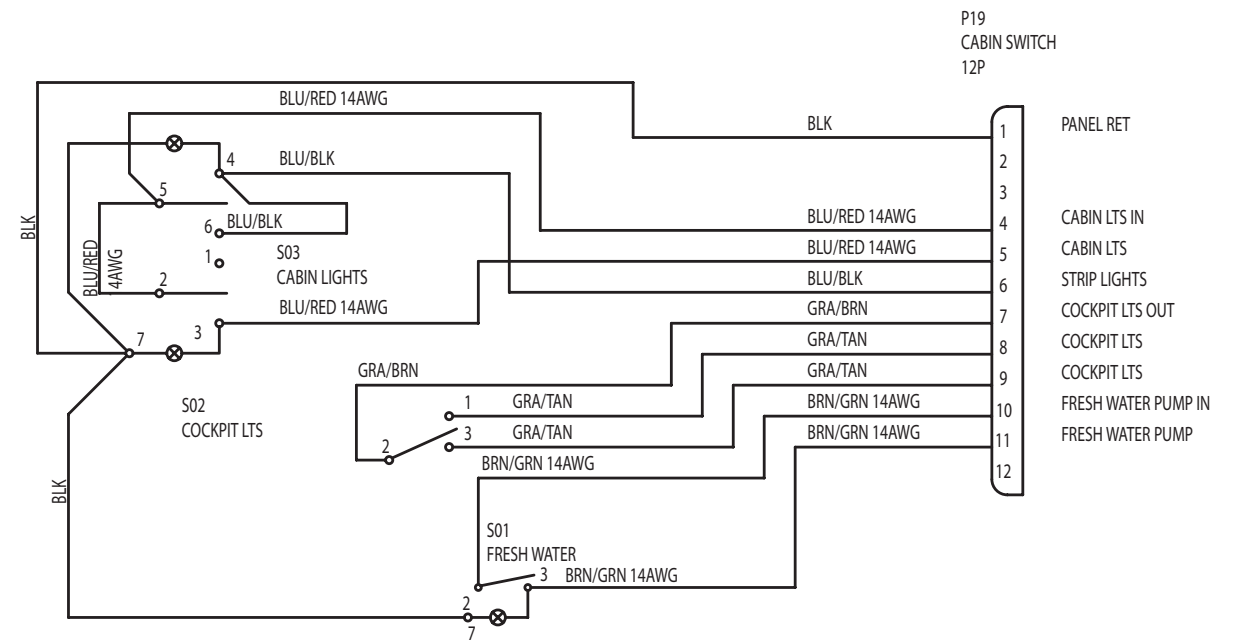 P19
CABIN SWITCH
12P
BLU/RED 14AWG
BLK
1
PANEL RET
4
BLU/BLK
2
3
5
BLK
6
BLU/BLK
BLU/RED 14AWG
4
CABIN LTS IN
BLU/RED
14AWG
1
S03
CABIN LIGHTS
BLU/RED 14AWG
5
CABIN LTS
2
BLU/BLK
6
STRIP LIGHTS
3
BLU/RED 14AWG
GRA/BRN
7
COCKPIT LTS OUT
7
GRA/TAN
8
COCKPIT LTS
GRA/BRN
GRA/TAN
9
COCKPIT LTS
S02
COCKPIT LTS
1
GRA/TAN
BRN/GRN 14AWG
10
FRESH WATER PUMP IN
2
3
GRA/TAN
BRN/GRN 14AWG
11
FRESH WATER PUMP
BRN/GRN 14AWG
12
BLK
S01
FRESH WATER
3
BRN/GRN 14AWG
2
7